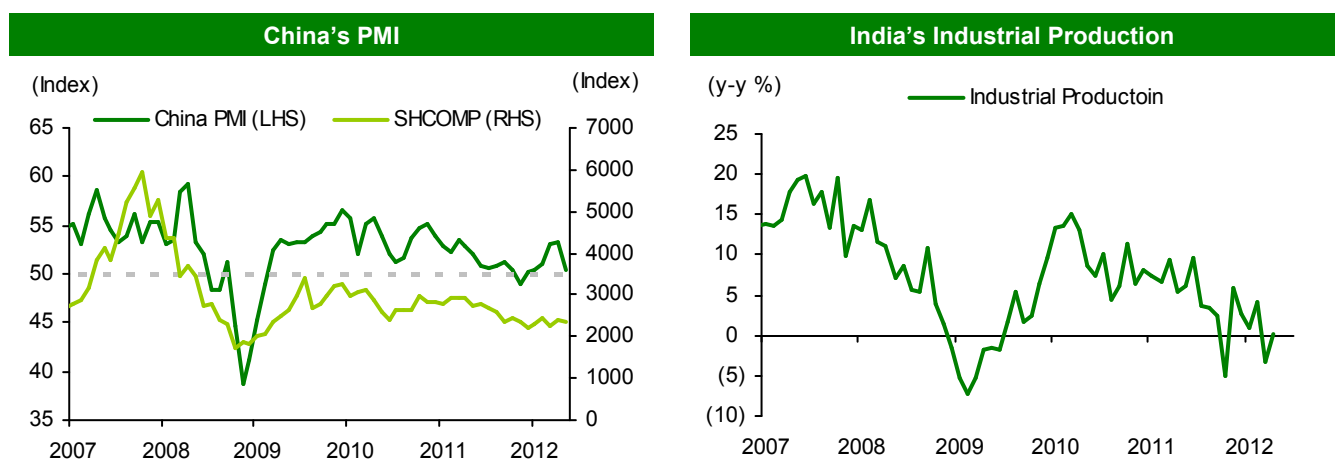 China's PMI
(Index)
(Index)
China PMI (LHS)
SHCOMP (RHS)
65
60
55
50
45
40
35
7000
6000
5000
4000
3000
2000
1000
0
2007 2008 2009 2010 2011 2012
India's Industrial Production
(y-y %)
Industrial Productoin
25
20
15
10
5
0
(5)
(10)
2007 2008 2009 2010 2011 2012